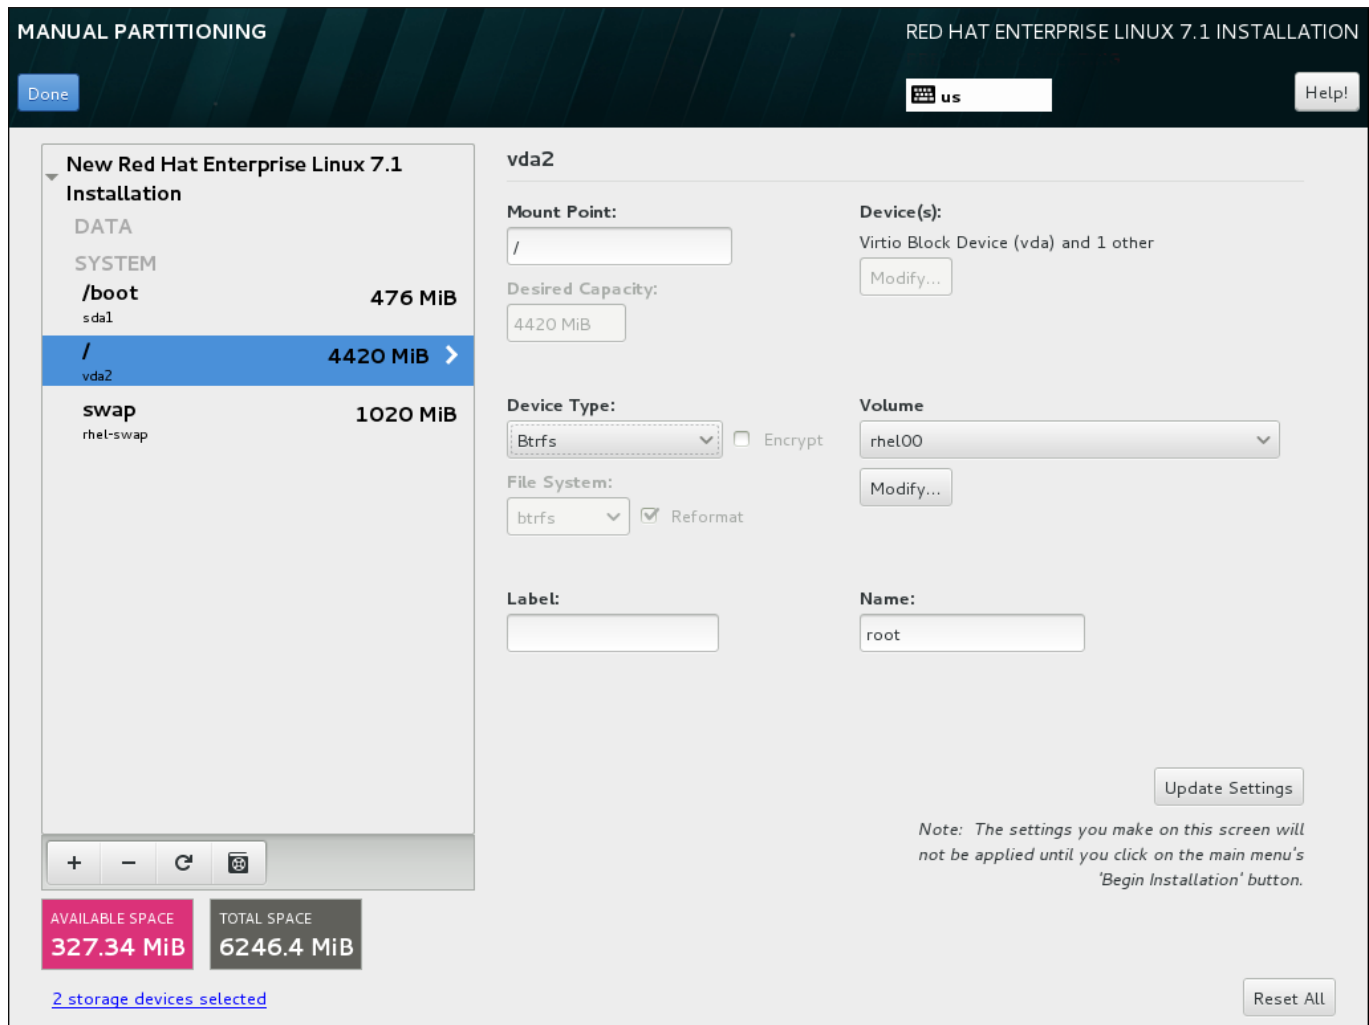 MANUAL PARTITIONING
RED HAT ENTERPRISE LINUX 7.1 INSTALLATION
Done
us
Help!
New Red Hat Enterprise Linux 7.1
Installation
DATA
SYSTEM
/boot
476 MiB
sda1
/
4420 MiB
vda2
swap
1020 MiB
rhel-swap
vda2
Mount Point:
/
Desired Capacity:
4420 MiB
Device(s):
Virtio Block Device (vda) and 1 other
Modify...
Device Type:
Btrfs
Encrypt
File System:
btrfs
Reformat
Volume
rhel00
Modify...
Label:
Name:
root
Update Settings
Note: The settings you make on this screen will
not be applied until you click on the main menu's
'Begin Installation' button.
+ −
AVAILABLE SPACE
327.34 MiB
TOTAL SPACE
6246.4 MiB
2 storage devices selected
Reset All